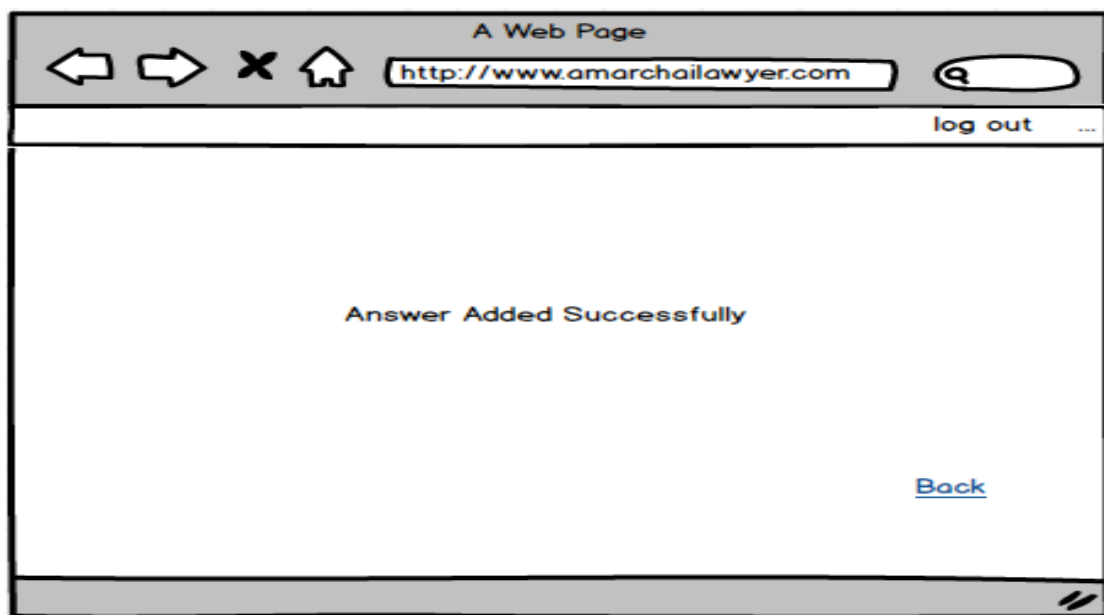 A Web Page
http://www.amarchailawyer.com
log out ...
Answer Added Successfully
Back